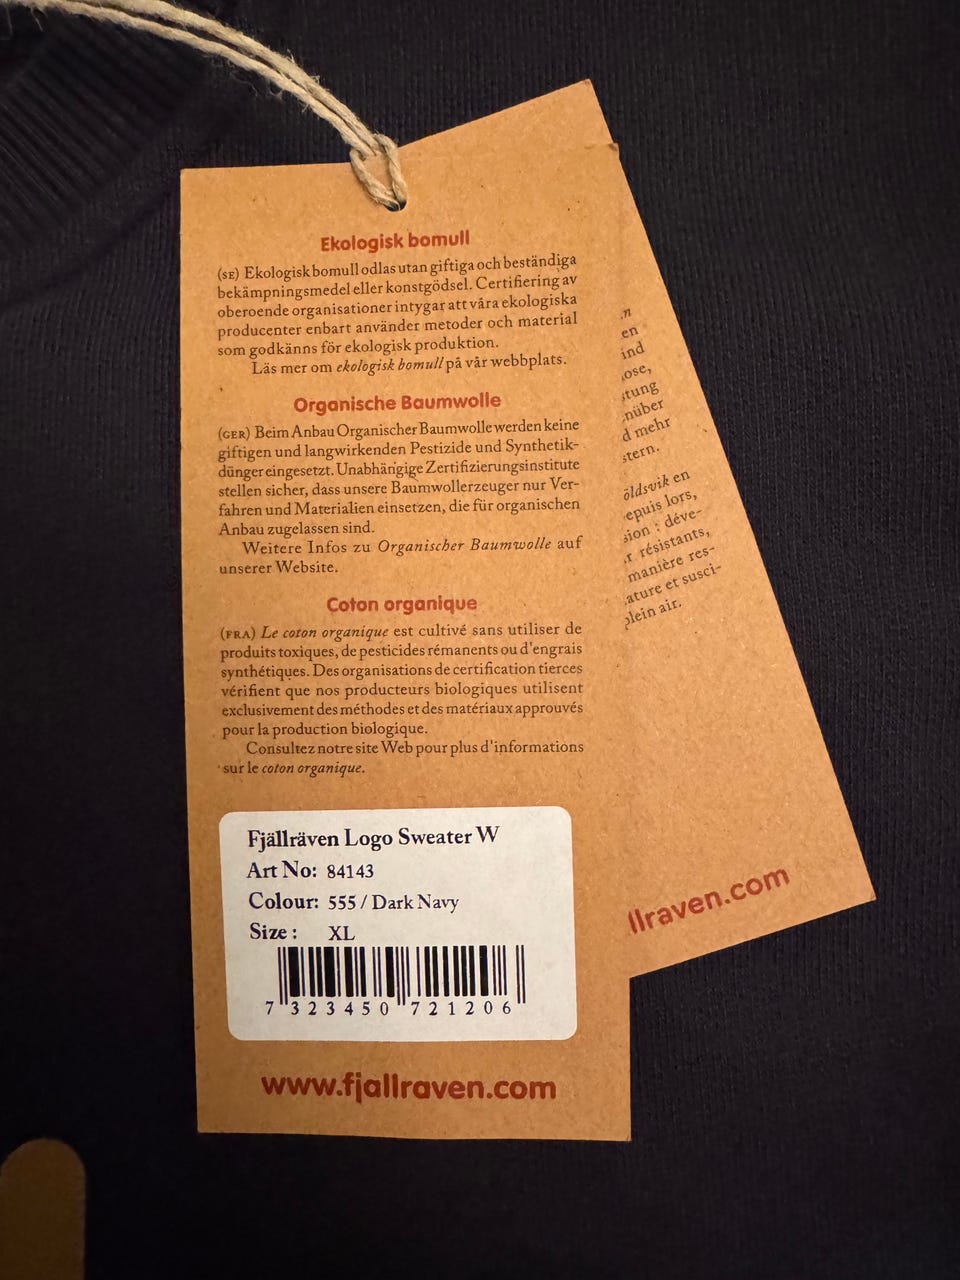 Ekologisk bomull
(SE) Ekologisk bomull odlas utan giftiga och beständiga
bekämpningsmedel eller konstgödsel. Certifiering av
oberoende organisationer intygar att våra ekologiska
producenter enbart använder metoder och material
som godkänns för ekologisk produktion.
Läs mer om ekologisk bomull på vår webbplats.
Organische Baumwolle
(GER) Beim Anbau Organischer Baumwolle werden keine
giftigen und langwirkenden Pestizide und Synthetik-
dünger eingesetzt. Unabhängige Zertifizierungsinstitute
stellen sicher, dass unsere Baumwollerzeuger nur Ver-
fahren und Materialien einsetzen, die für organischen
Anbau zugelassen sind.
Weitere Infos zu Organischer Baumwolle auf
unserer Website.
Coton organique
(FRA) Le coton organique est cultivé sans utiliser de
produits toxiques, de pesticides rémanents ou d'engrais
synthétiques. Des organisations de certification tierces
vérifient que nos producteurs biologiques utilisent
exclusivement des méthodes et des matériaux approuvés
pour la production biologique.
Consultez notre site Web pour plus d'informations
sur le coton organique.
Fjällräven Logo Sweater W
Art No: 84143
Colour: 555 / Dark Navy
Size : XL
7 323450 721206
www.fjallraven.com
n
en
ind
ose,
tung
nüber
d mehr
stern.
öldsvik en
epuis lors,
sion : déve-
r résistants,
manière res-
ature et susci-
plein air.
llraven.com